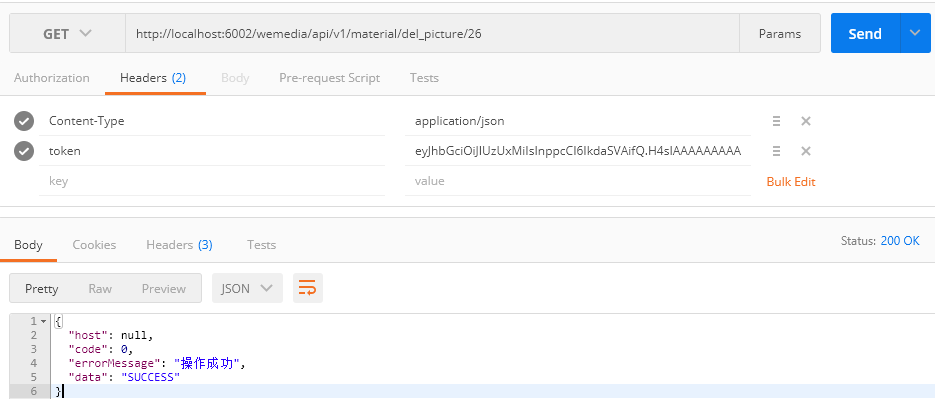 GET http://localhost:6002/wemedia/api/v1/material/del_picture/26 Params Send
Authorization Headers (2) Body Pre-request Script Tests
Content-Type application/json
token eyJhbGciOiJIUzUxMiIsInppcCI6IkdaSVAifQ.H4sIAAAAAAAAA
key value Bulk Edit
Body Cookies Headers (3) Tests Status: 200 OK
Pretty Raw Preview JSON
1 {
2 "host": null,
3 "code": 0,
4 "errorMessage": "操作成功",
5 "data": "SUCCESS"
6 }